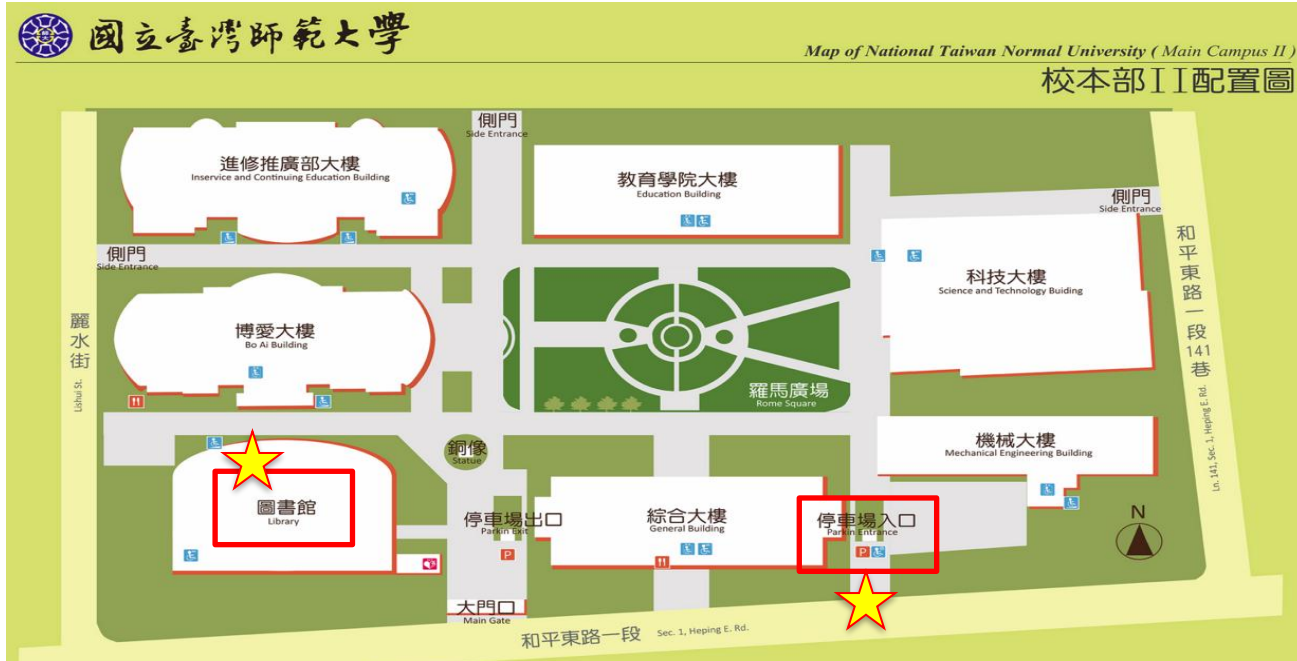 國立臺灣師範大學
Map of National Taiwan Normal University ( Main Campus II )
校本部II配置圖
側門
Side Entrance
進修推廣部大樓
Inservice and Continuing Education Building
教育學院大樓
Education Building
側門
Side Entrance
側門
Side Entrance
科技大樓
Science and Technology Buiding
和平東路一段141巷
Ln. 141, Sec. 1, Heping E. Rd.
麗水街
Lishui St.
博愛大樓
Bo Ai Building
羅馬廣場
Rome Square
銅像
Statue
機械大樓
Mechanical Engineering Building
圖書館
Library
停車場出口
Parkin Exit
P
綜合大樓
General Building
停車場入口
Parkin Entrance
P
N
大門口
Main Gate
和平東路一段 Sec. 1, Heping E. Rd.